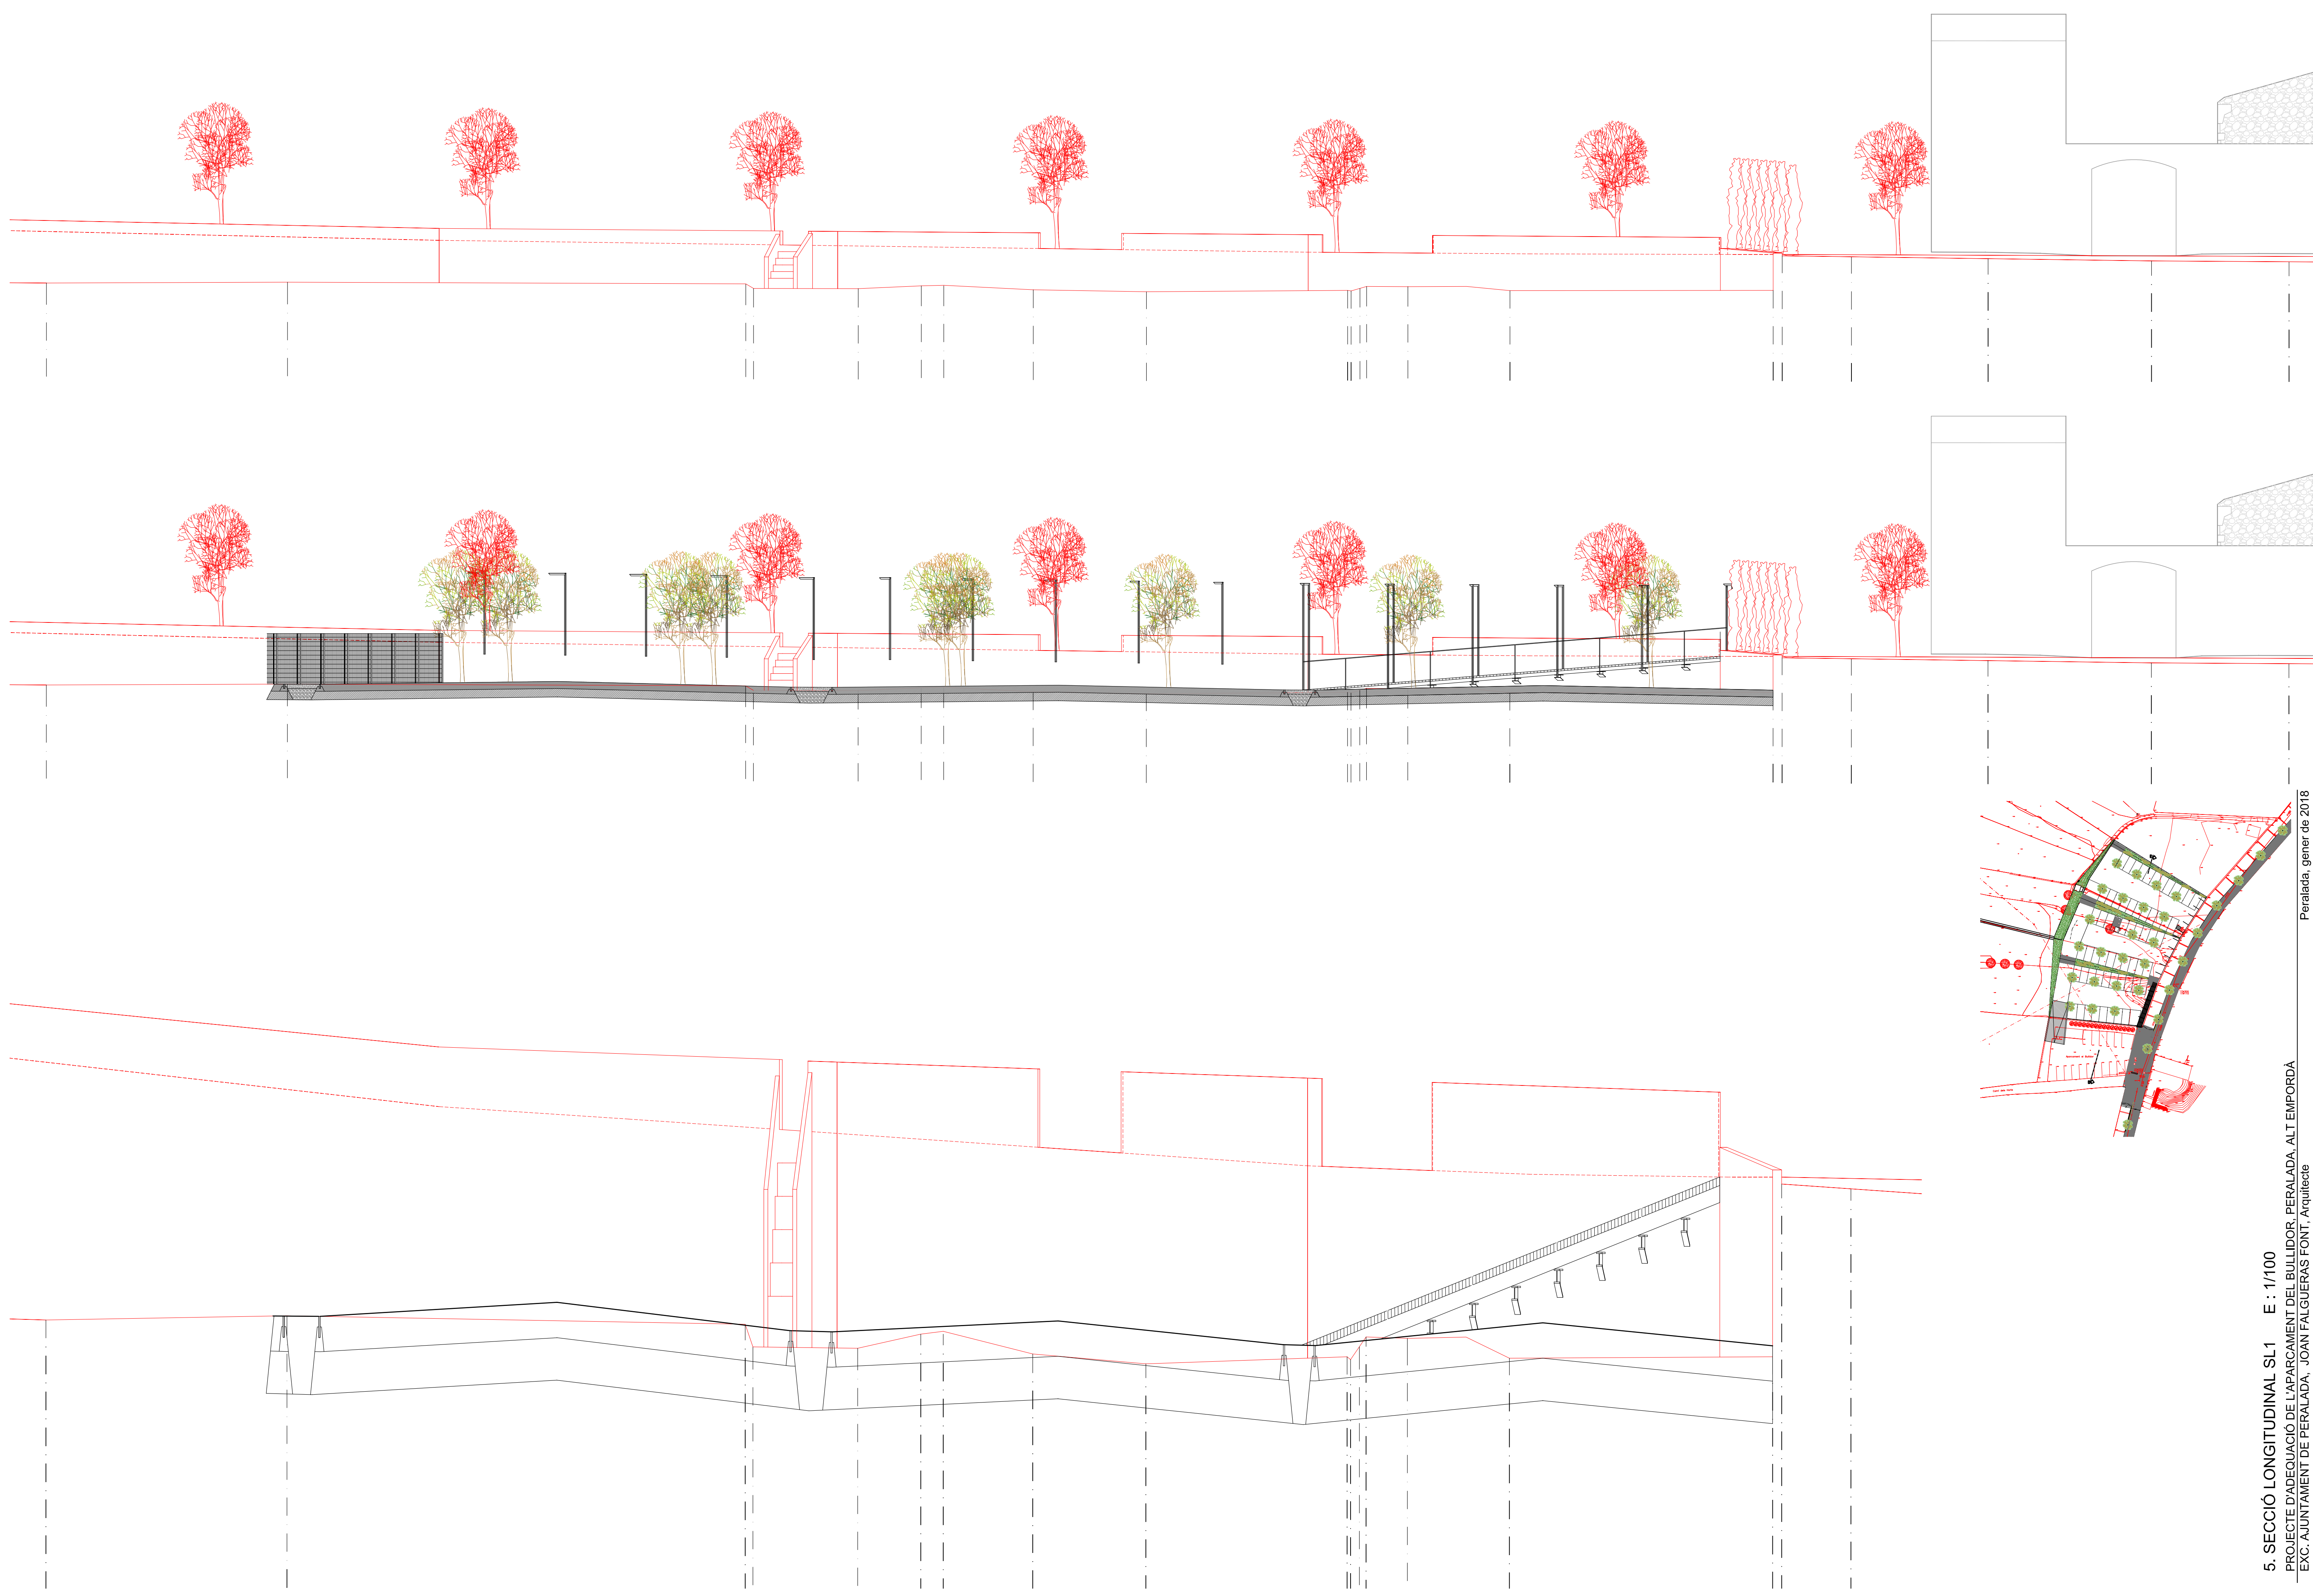 5. SECCIÓ LONGITUDINAL SL1 E : 1/100
PROJECTE D'ADEQUACIÓ DE L'APARCAMENT DEL BULLIDOR, PERALADA, ALT EMPORDÀ Peralada, gener de 2018
EXC. AJUNTAMENT DE PERALADA, JOAN FALGUERAS FONT, Arquitecte